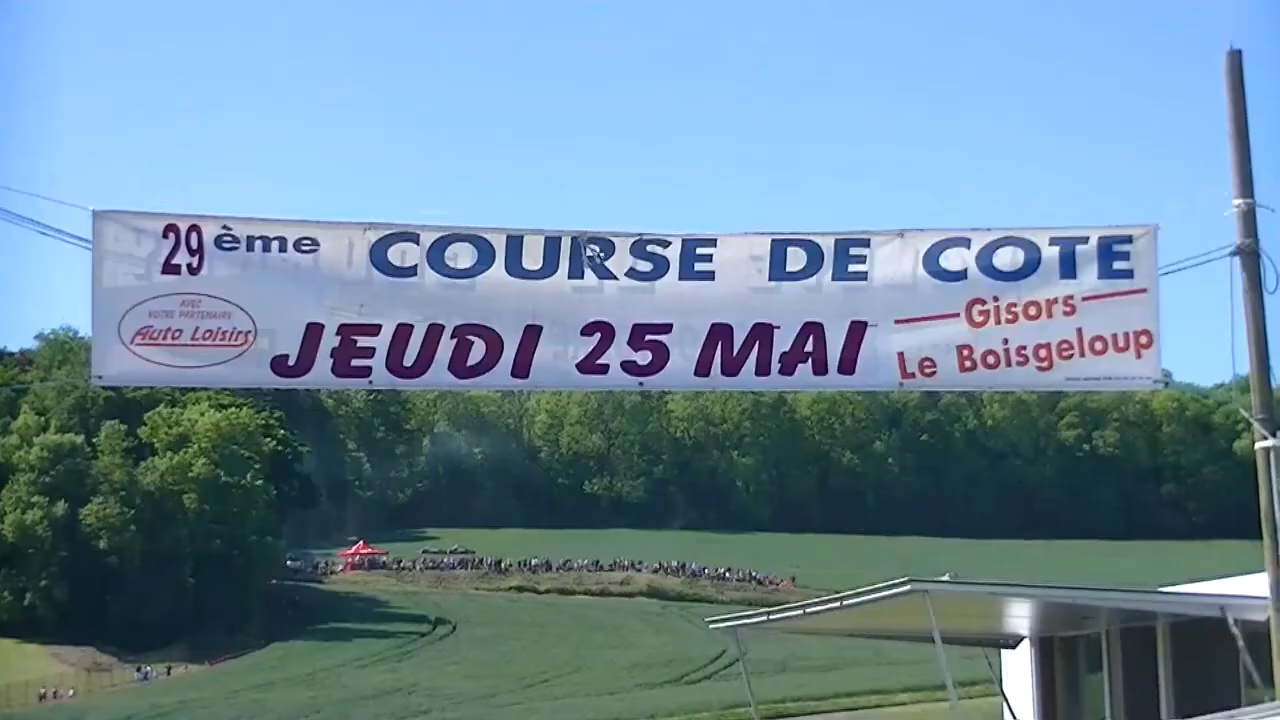 29ème COURSE DE COTE
AVEC
VOTRE PARTENAIRE
Auto Loisirs
JEUDI 25 MAI
Gisors
Le Boisgeloup